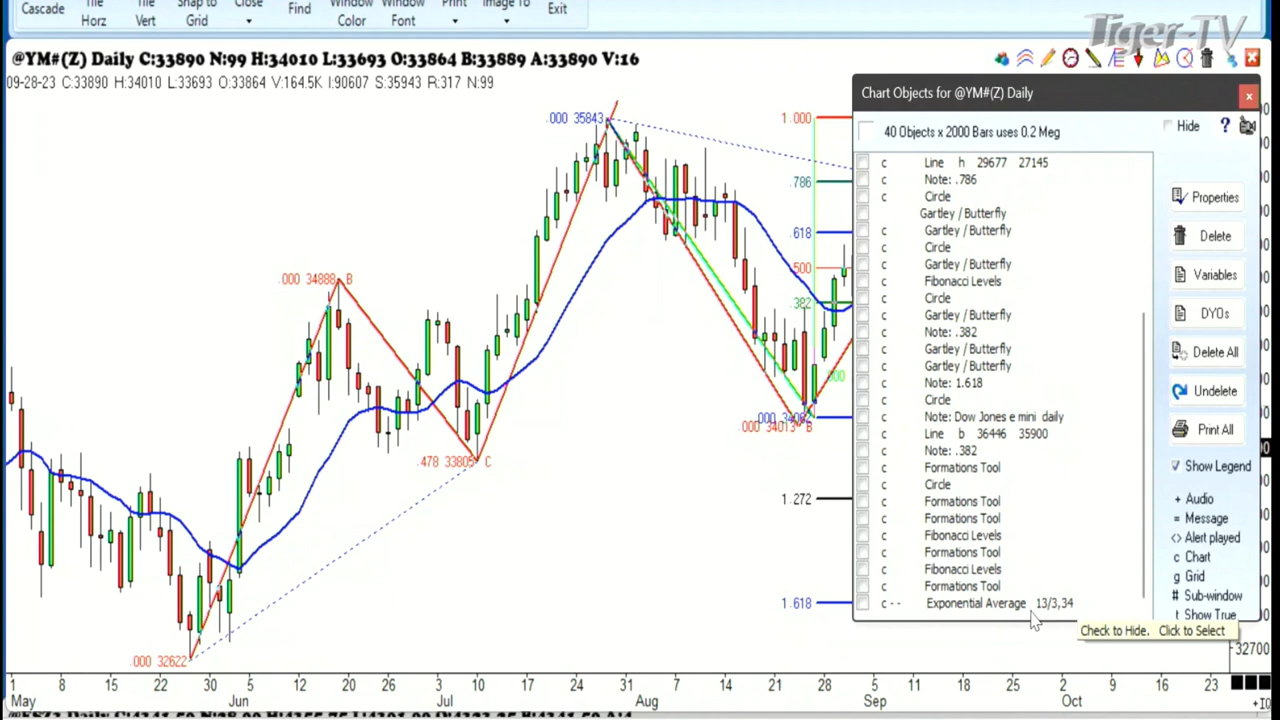 Cascade
Tile
Horz
Tile
Vert
Snap to
Grid
Close
Find
Window
Color
Window
Font
Print
Image To
Exit
Tiger-TV
@YM#(Z) Daily C:33890 N:99 H:34010 L:33693 O:33864 B:33889 A:33890 V:16
09-28-23 C:33890 H:34010 L:33693 O:33864 V:164.5K I:90607 S:35943 R:317 N:99
Chart Objects for @YM#(Z) Daily
40 Objects x 2000 Bars uses 0.2 Meg
Hide
?
c Line h 29677 27145
c Note: .786
c Circle
Gartley / Butterfly
c Gartley / Butterfly
c Circle
c Gartley / Butterfly
c Fibonacci Levels
c Circle
c Gartley / Butterfly
c Note: .382
c Gartley / Butterfly
c Gartley / Butterfly
c Note: 1.618
c Circle
c Note: Dow Jones e mini daily
c Line b 36446 35900
c Note: .382
c Formations Tool
c Circle
c Formations Tool
c Formations Tool
c Fibonacci Levels
c Formations Tool
c Fibonacci Levels
c Formations Tool
c -- Exponential Average 13/3,34
Properties
Delete
Variables
DYOs
Delete All
Undelete
Print All
Show Legend
+ Audio
= Message
<> Alert played
c Chart
g Grid
# Sub-window
t Show True
Check to Hide. Click to Select
.000 35843
1.000
.786
.618
.500
.382
.000 34888 B
.478 33805 C
.000 34013 B
1.272
1.618
.000 32622
32700
1 8 15 22 30 5 12 20 3 10 17 24 31 7 14 21 28 5 11 18 25 2 9 16 23
May Jun Jul Aug Sep Oct